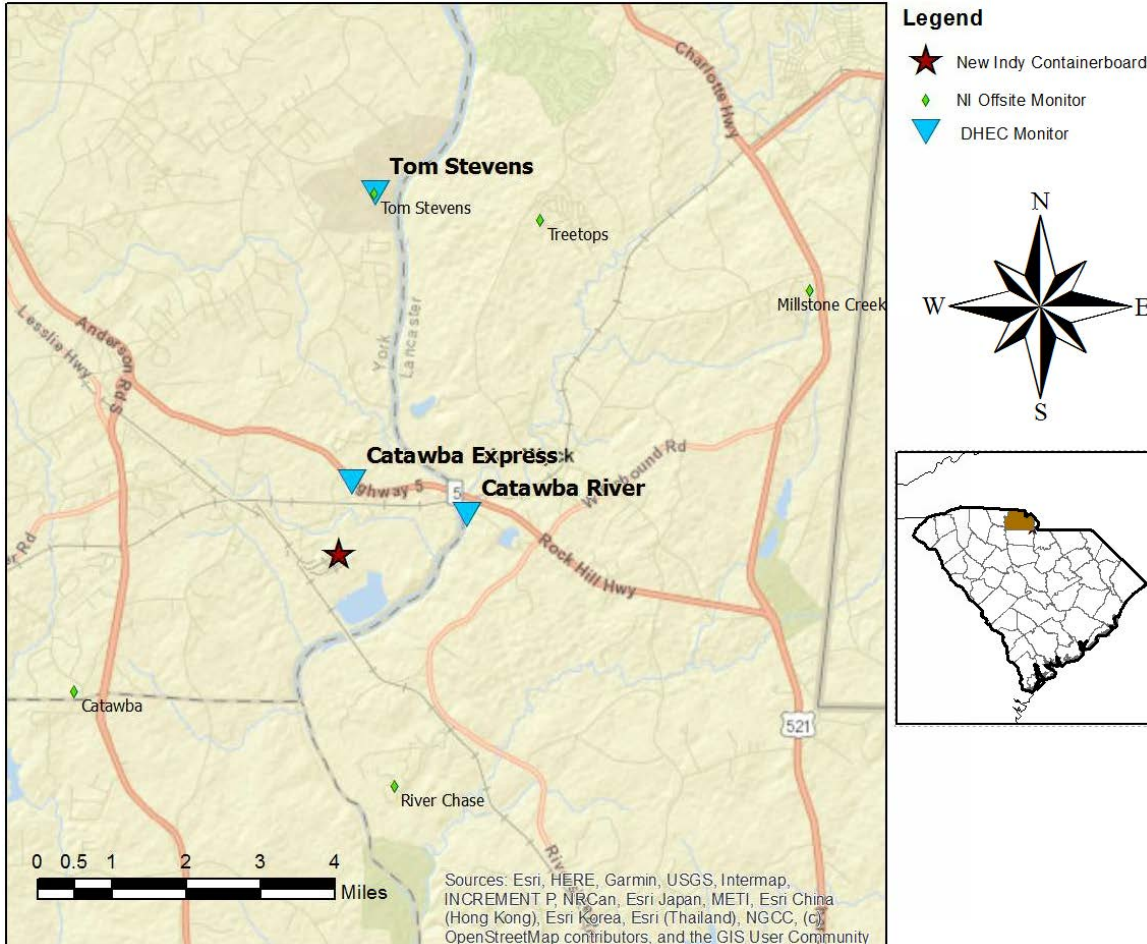 Legend
New Indy Containerboard
NI Offsite Monitor
DHEC Monitor
N
W
E
S
Charlotte Hwy
Tom Stevens
Tom Stevens
Treetops
Millstone Creek
York
Lancaster
Lesslie Hwy
Anderson Rd S
Catawba Express
ghway 5
5
Catawba River
Rd
Rock Hill Hwy
521
Catawba
River Chase
0 0.5 1 2 3 4
Miles
Sources: Esri, HERE, Garmin, USGS, Intermap,
INCREMENT P, NRCan, Esri Japan, METI, Esri China
(Hong Kong), Esri Korea, Esri (Thailand), NGCC, (c)
OpenStreetMap contributors, and the GIS User Community